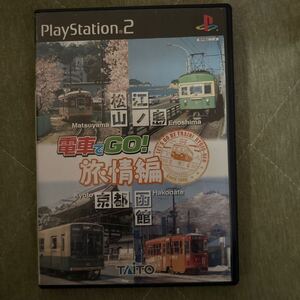 PlayStation 2
松山
江ノ島
Matsuyama
Enoshima
電車でGO!
旅情編
Kyoto
Hakodate
京都
函館
TAITO